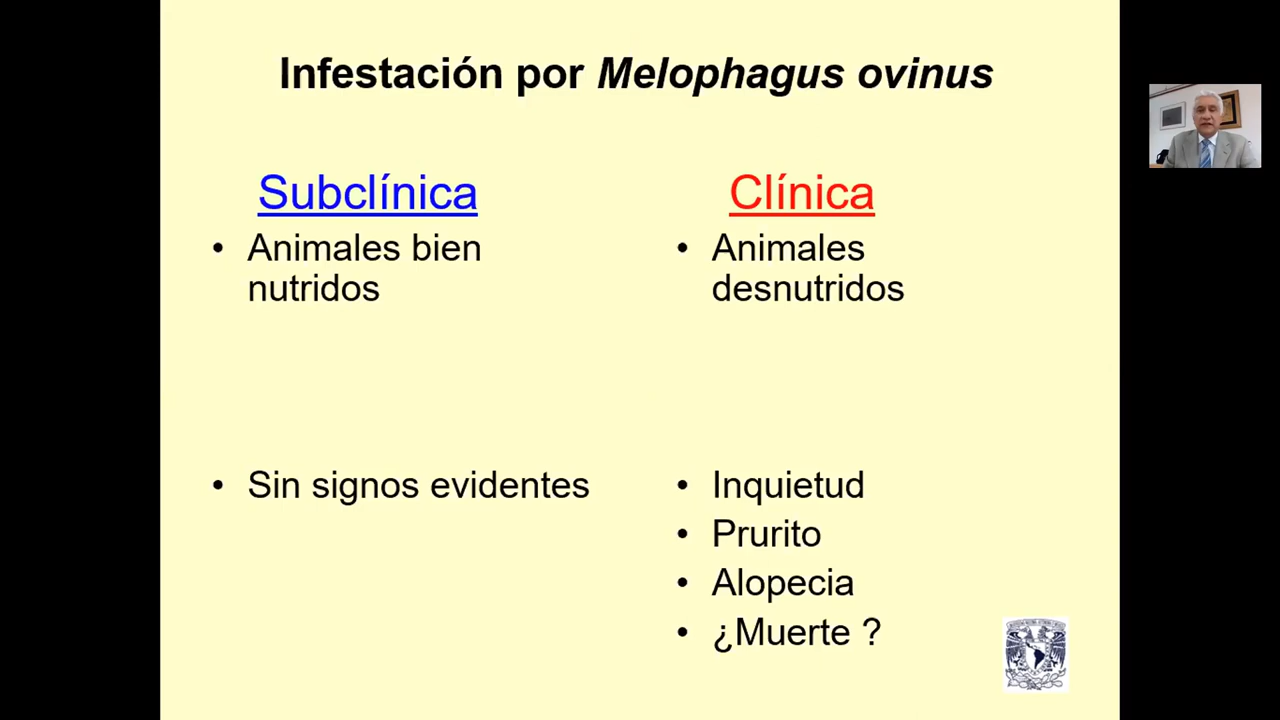 Infestación por Melophagus ovinus
Subclínica
• Animales bien
nutridos
• Sin signos evidentes
Clínica
• Animales
desnutridos
• Inquietud
• Prurito
• Alopecia
• ¿Muerte ?